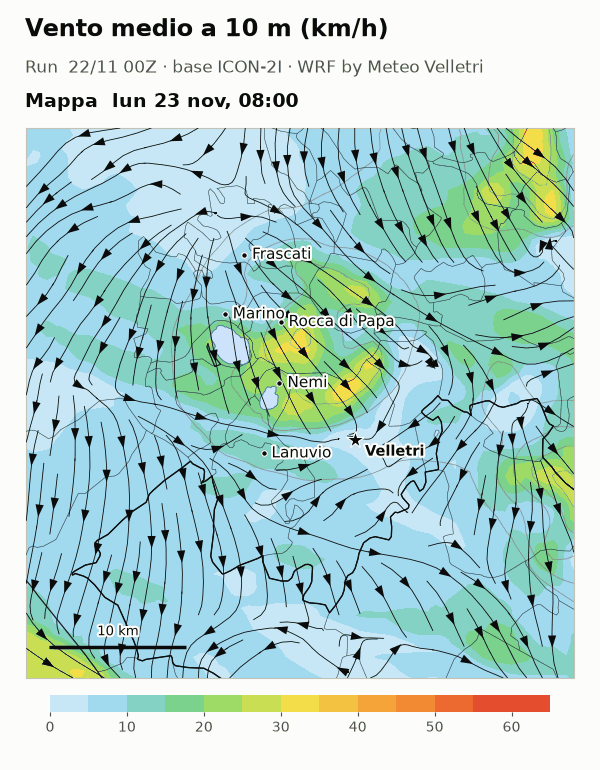 Vento medio a 10 m (km/h)
Run  22/11 00Z · base ICON-2I · WRF by Meteo Velletri
Mappa  lun 23 nov, 08:00
Frascati
Marino
Rocca di Papa
Nemi
Velletri
Lanuvio
10 km
0 10 20 30 40 50 60